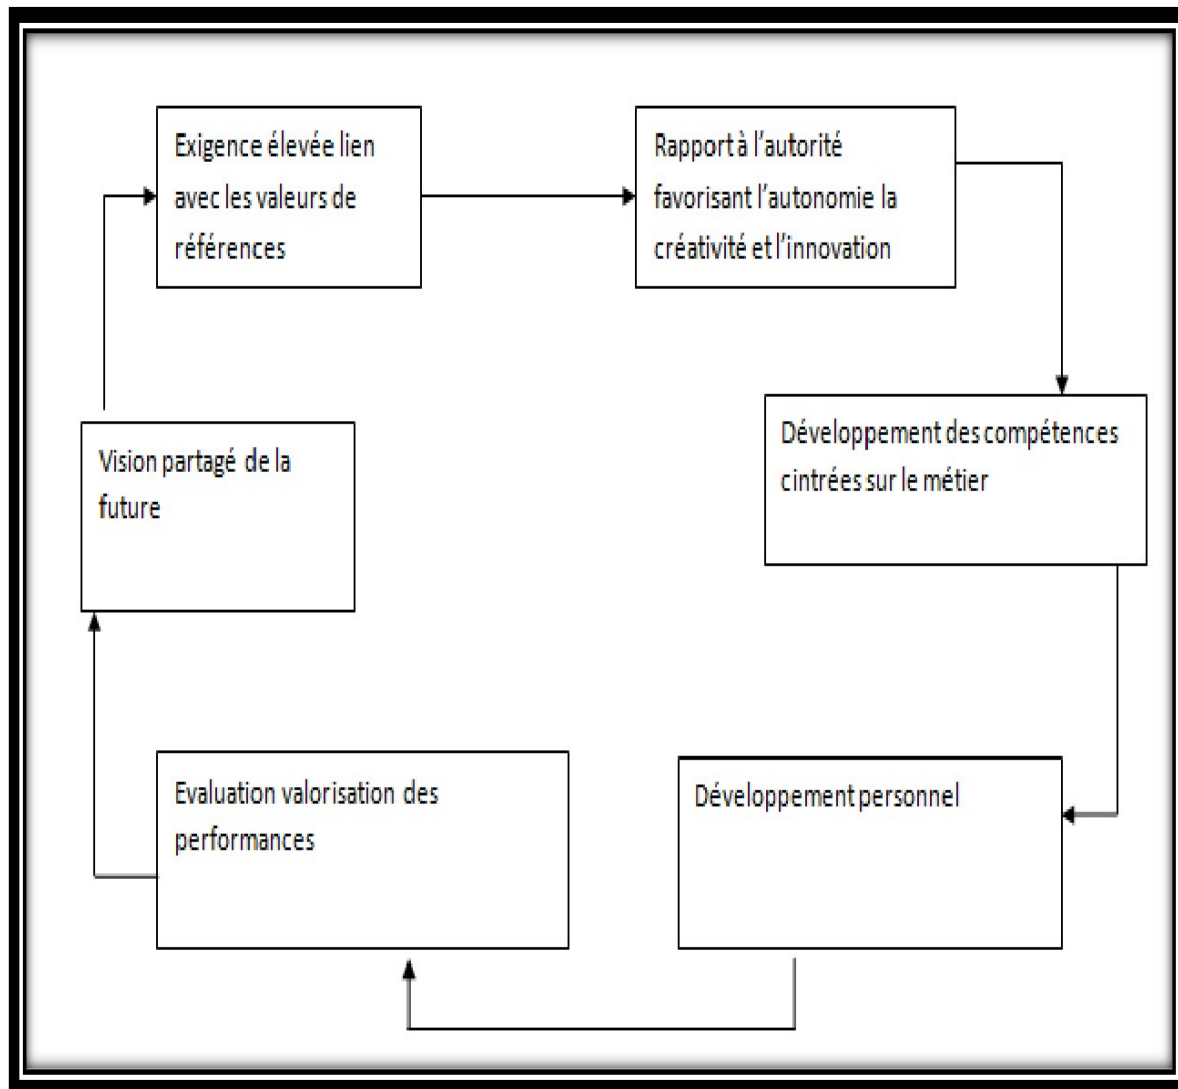 Exigence élevée lien
avec les valeurs de
références
Rapport à l'autorité
favorisant l'autonomie la
créativité et l'innovation
Développement des compétences
cintrées sur le métier
Vision partagé de la
future
Evaluation valorisation des
performances
Développement personnel